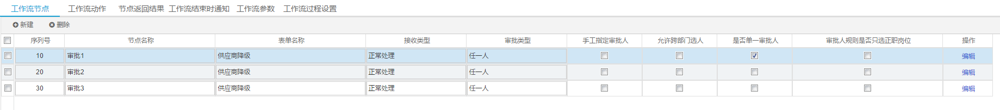 工作流节点 工作流动作 节点返回结果 工作流结束时通知 工作流参数 工作流过程设置
新建 删除
序列号 节点名称 表单名称 接收类型 审批类型 手工指定审批人 允许跨部门选人 是否单一审批人 审批人规则是否只选正职岗位 操作
10 审批1 供应商降级 正常处理 任一人 编辑
20 审批2 供应商降级 正常处理 任一人 编辑
30 审批3 供应商降级 正常处理 任一人 编辑